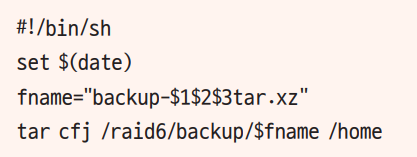 #!/bin/sh
set $(date)
fname="backup-$1$2$3tar.xz"
tar cfj /raid6/backup/$fname /home